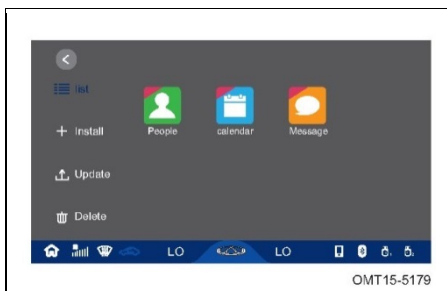 list
People
calendar
Message
+ Install
Update
Delete
LO
LO
OMT15-5179